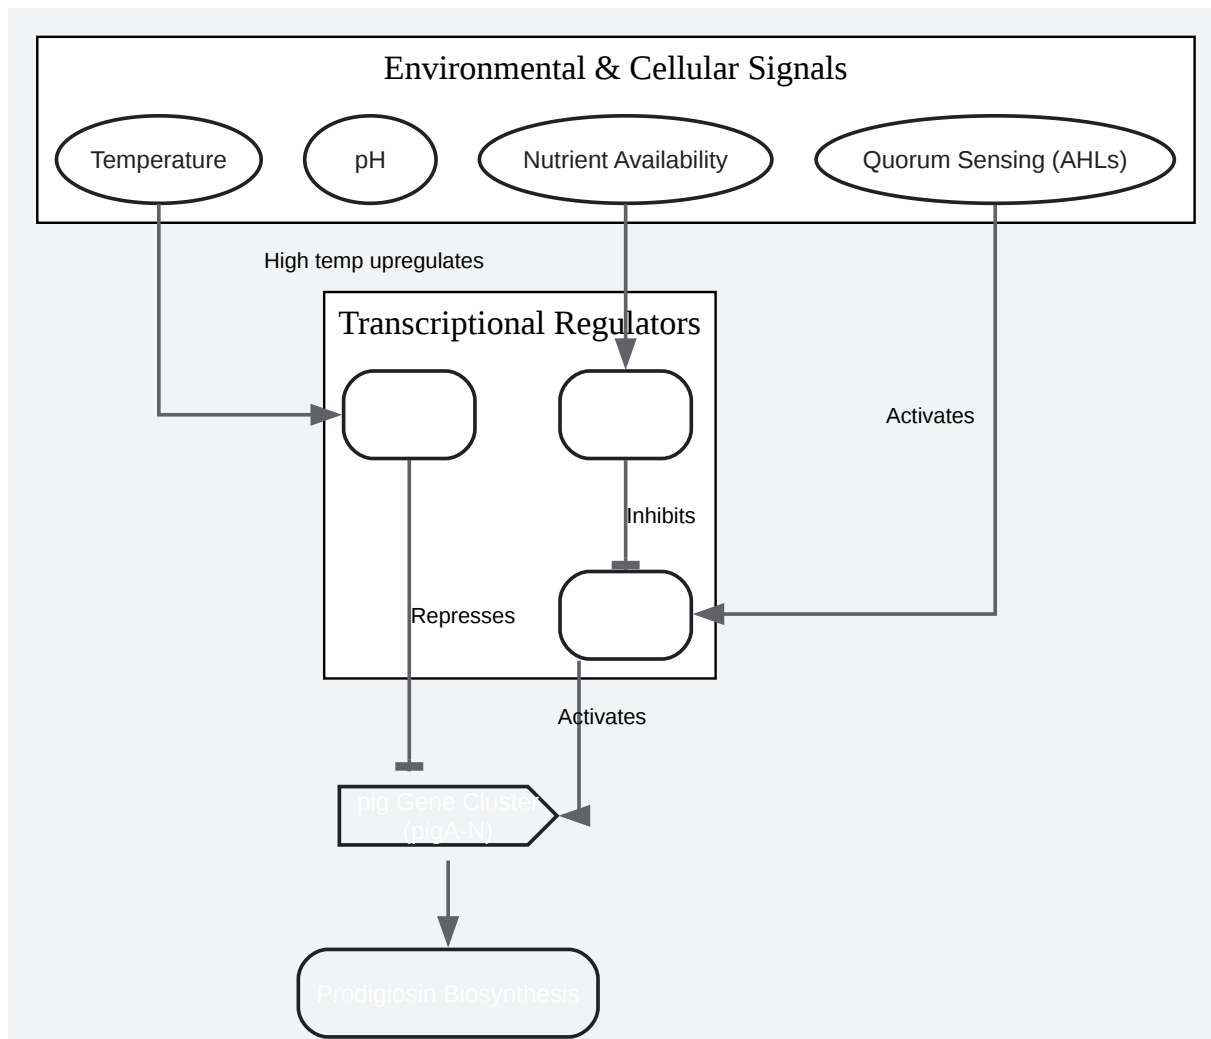 Environmental & Cellular Signals
Temperature
pH
Nutrient Availability
Quorum Sensing (AHLs)
High temp upregulates
Transcriptional Regulators
Activates
Inhibits
Represses
Activates
pig Gene Cluster
(pigA-N)
Prodigiosin Biosynthesis